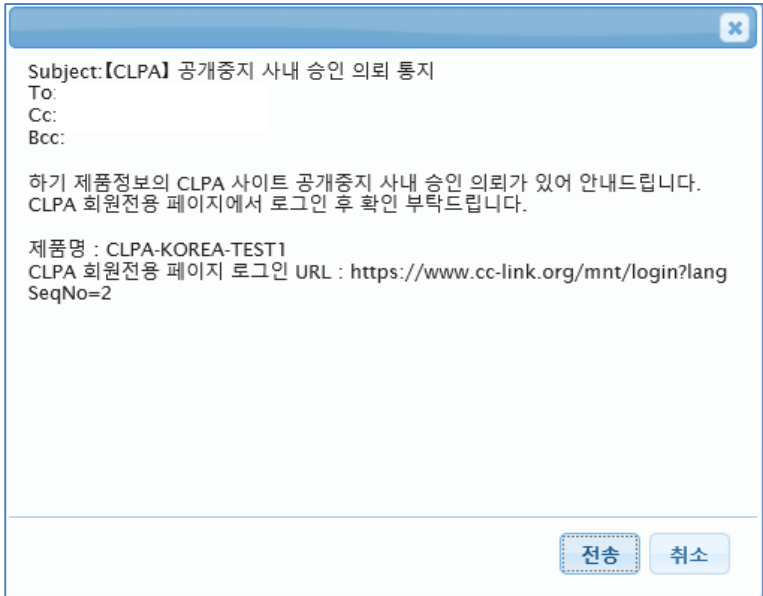 Subject:【CLPA】 공개중지 사내 승인 의뢰 통지
To:
Cc:
Bcc:
하기 제품정보의 CLPA 사이트 공개중지 사내 승인 의뢰가 있어 안내드립니다.
CLPA 회원전용 페이지에서 로그인 후 확인 부탁드립니다.
제품명 : CLPA-KOREA-TEST1
CLPA 회원전용 페이지 로그인 URL : https://www.cc-link.org/mnt/login?lang
SeqNo=2
전송 취소